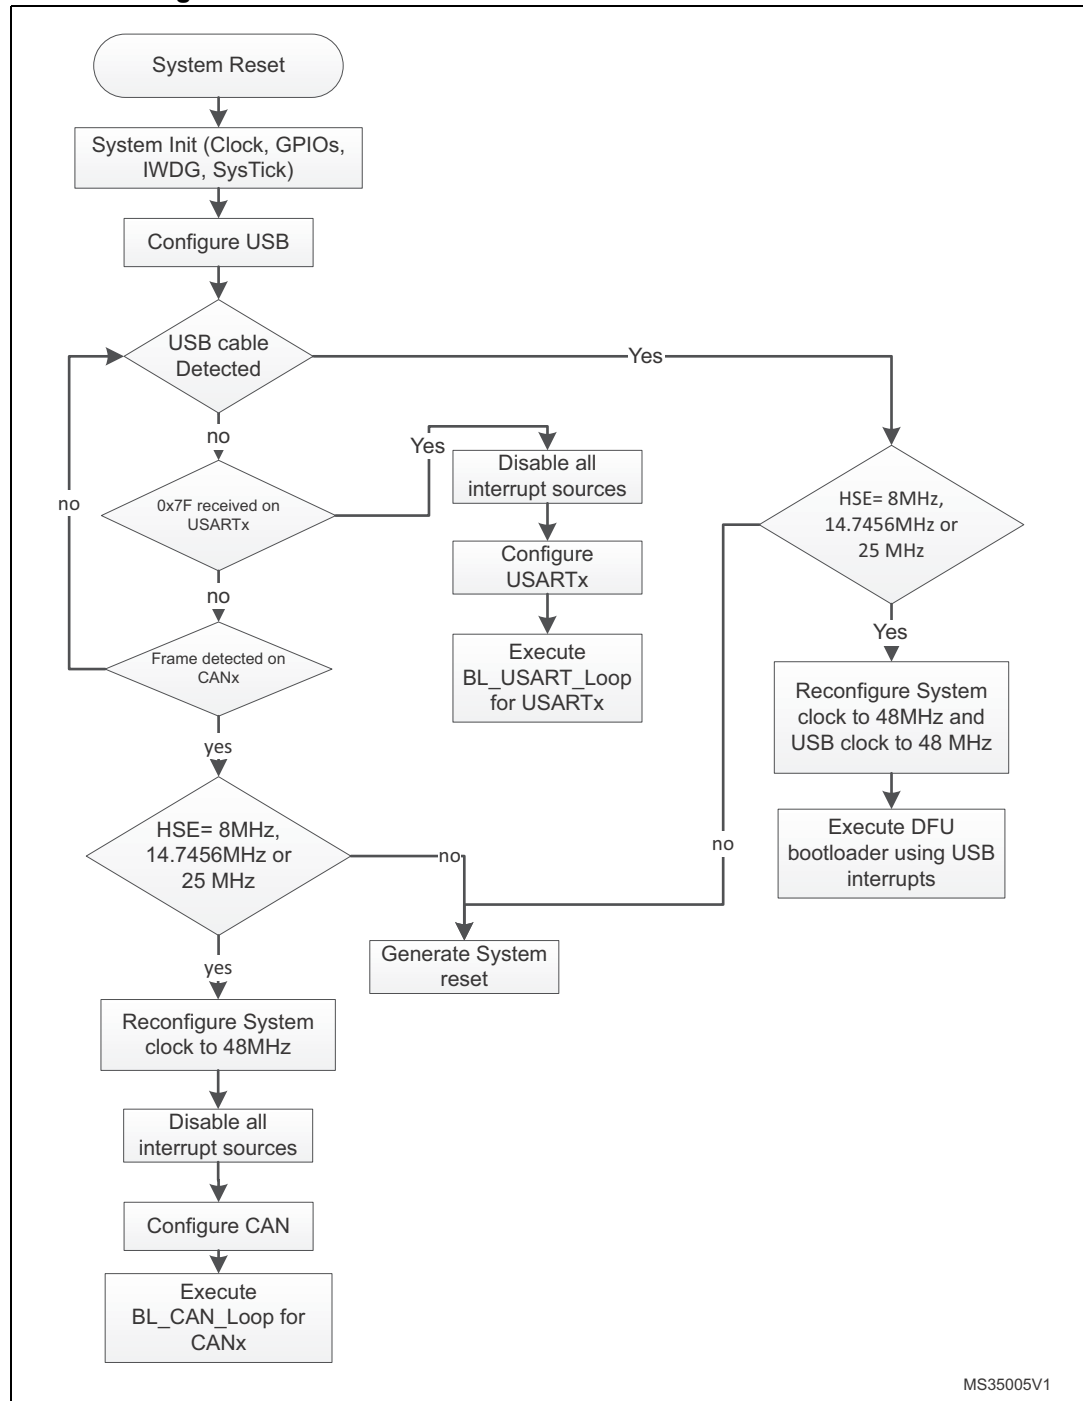 System Reset
System Init (Clock, GPIOs,
IWDG, SysTick)
Configure USB
USB cable
Detected
Yes
no
0x7F received on
USARTx
Yes
Disable all
interrupt sources
Configure
USARTx
Execute
BL_USART_Loop
for USARTx
no
no
Frame detected on
CANx
yes
HSE= 8MHz,
14.7456MHz or
25 MHz
Yes
Reconfigure System
clock to 48MHz and
USB clock to 48 MHz
Execute DFU
bootloader using USB
interrupts
no
HSE= 8MHz,
14.7456MHz or
25 MHz
no
Generate System
reset
yes
Reconfigure System
clock to 48MHz
Disable all
interrupt sources
Configure CAN
Execute
BL_CAN_Loop for
CANx
MS35005V1